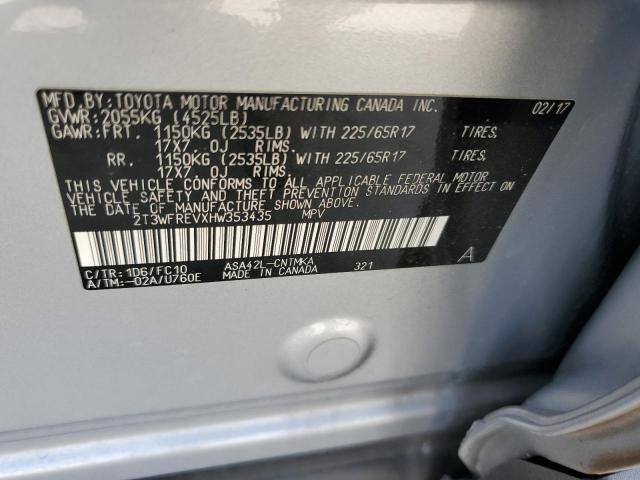 MFD.BY:TOYOTA MOTOR MANUFACTURING CANADA INC. 02/17
GVWR:2055KG (4525LB)
GAWR:FRT. 1150KG (2535LB) WITH 225/65R17 TIRES,
17X7.0J RIMS.
RR. 1150KG (2535LB) WITH 225/65R17 TIRES,
17X7.0J RIMS.
THIS VEHICLE CONFORMS TO ALL APPLICABLE FEDERAL MOTOR
VEHICLE SAFETY AND THEFT PREVENTION STANDARDS IN EFFECT ON
THE DATE OF MANUFACTURE SHOWN ABOVE.
2T3WFREVXHW353435 MPV
C/TR: 1D6/FC10 ASA42L-CNTMKA 321 A
A/TM:-02A/U760E MADE IN CANADA